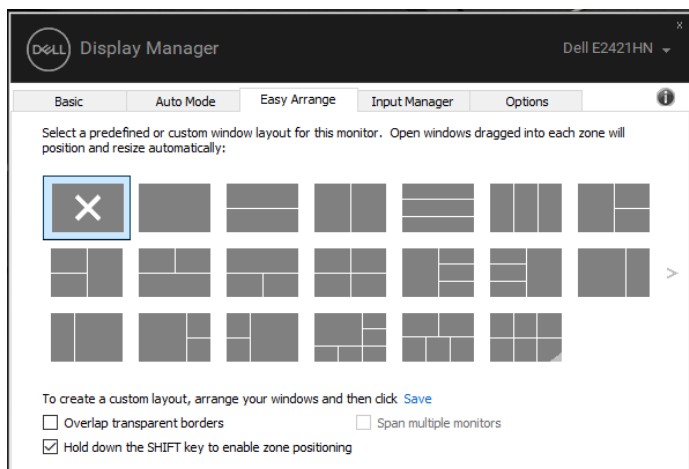 x
DELL Display Manager
Dell E2421HN
Basic Auto Mode Easy Arrange Input Manager Options i
Select a predefined or custom window layout for this monitor. Open windows dragged into each zone will
position and resize automatically:
>
To create a custom layout, arrange your windows and then click Save
Overlap transparent borders
Span multiple monitors
Hold down the SHIFT key to enable zone positioning